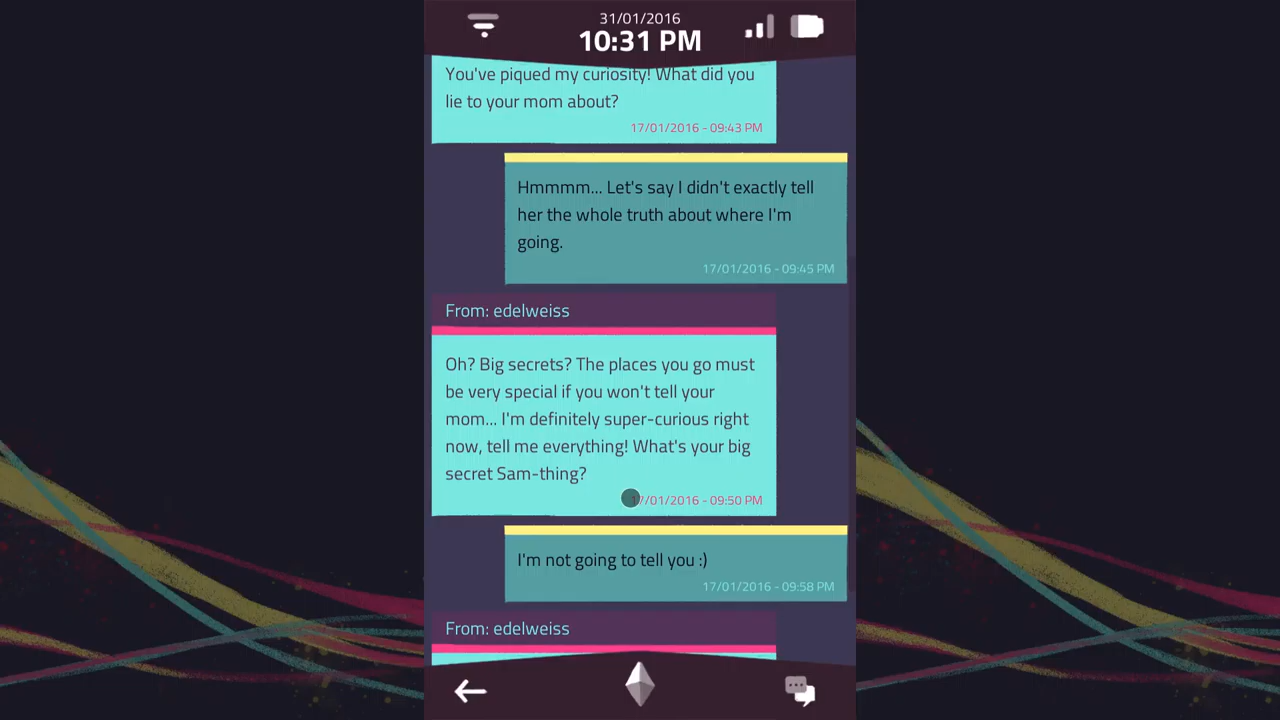 31/01/2016
10:31 PM
You've piqued my curiosity! What did you
lie to your mom about?
17/01/2016 - 09:43 PM
Hmmmm... Let's say I didn't exactly tell
her the whole truth about where I'm
going.
17/01/2016 - 09:45 PM
From: edelweiss
Oh? Big secrets? The places you go must
be very special if you won't tell your
mom... I'm definitely super-curious right
now, tell me everything! What's your big
secret Sam-thing?
17/01/2016 - 09:50 PM
I'm not going to tell you :)
17/01/2016 - 09:58 PM
From: edelweiss